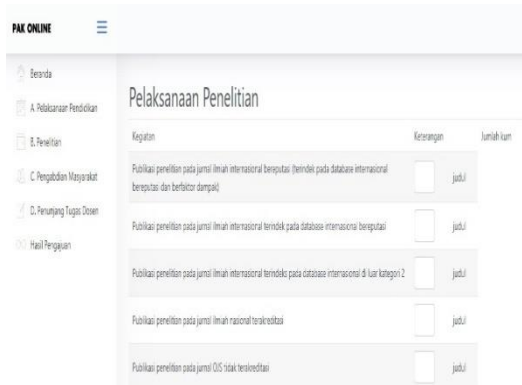 PAK ONLINE
Beranda
A. Pelaksanaan Pendidikan
B. Penelitian
C. Pengabdian Masyarakat
D. Penunjang Tugas Dosen
Hasil Pengajuan
Pelaksanaan Penelitian
Kegiatan Keterangan Jumlah kum
Publikasi penelitian pada jurnal ilmiah internasional bereputasi (terindek pada database internasional
bereputasi dan berfaktor dampak) judul
Publikasi penelitian pada jurnal ilmiah internasional terindek pada database internasional bereputasi judul
Publikasi penelitian pada jurnal ilmiah internasional terindeks pada database internasional di luar kategori 2 judul
Publikasi penelitian pada jurnal ilmiah nasional terakreditasi judul
Publikasi penelitian pada jurnal OJS tidak terakreditasi judul